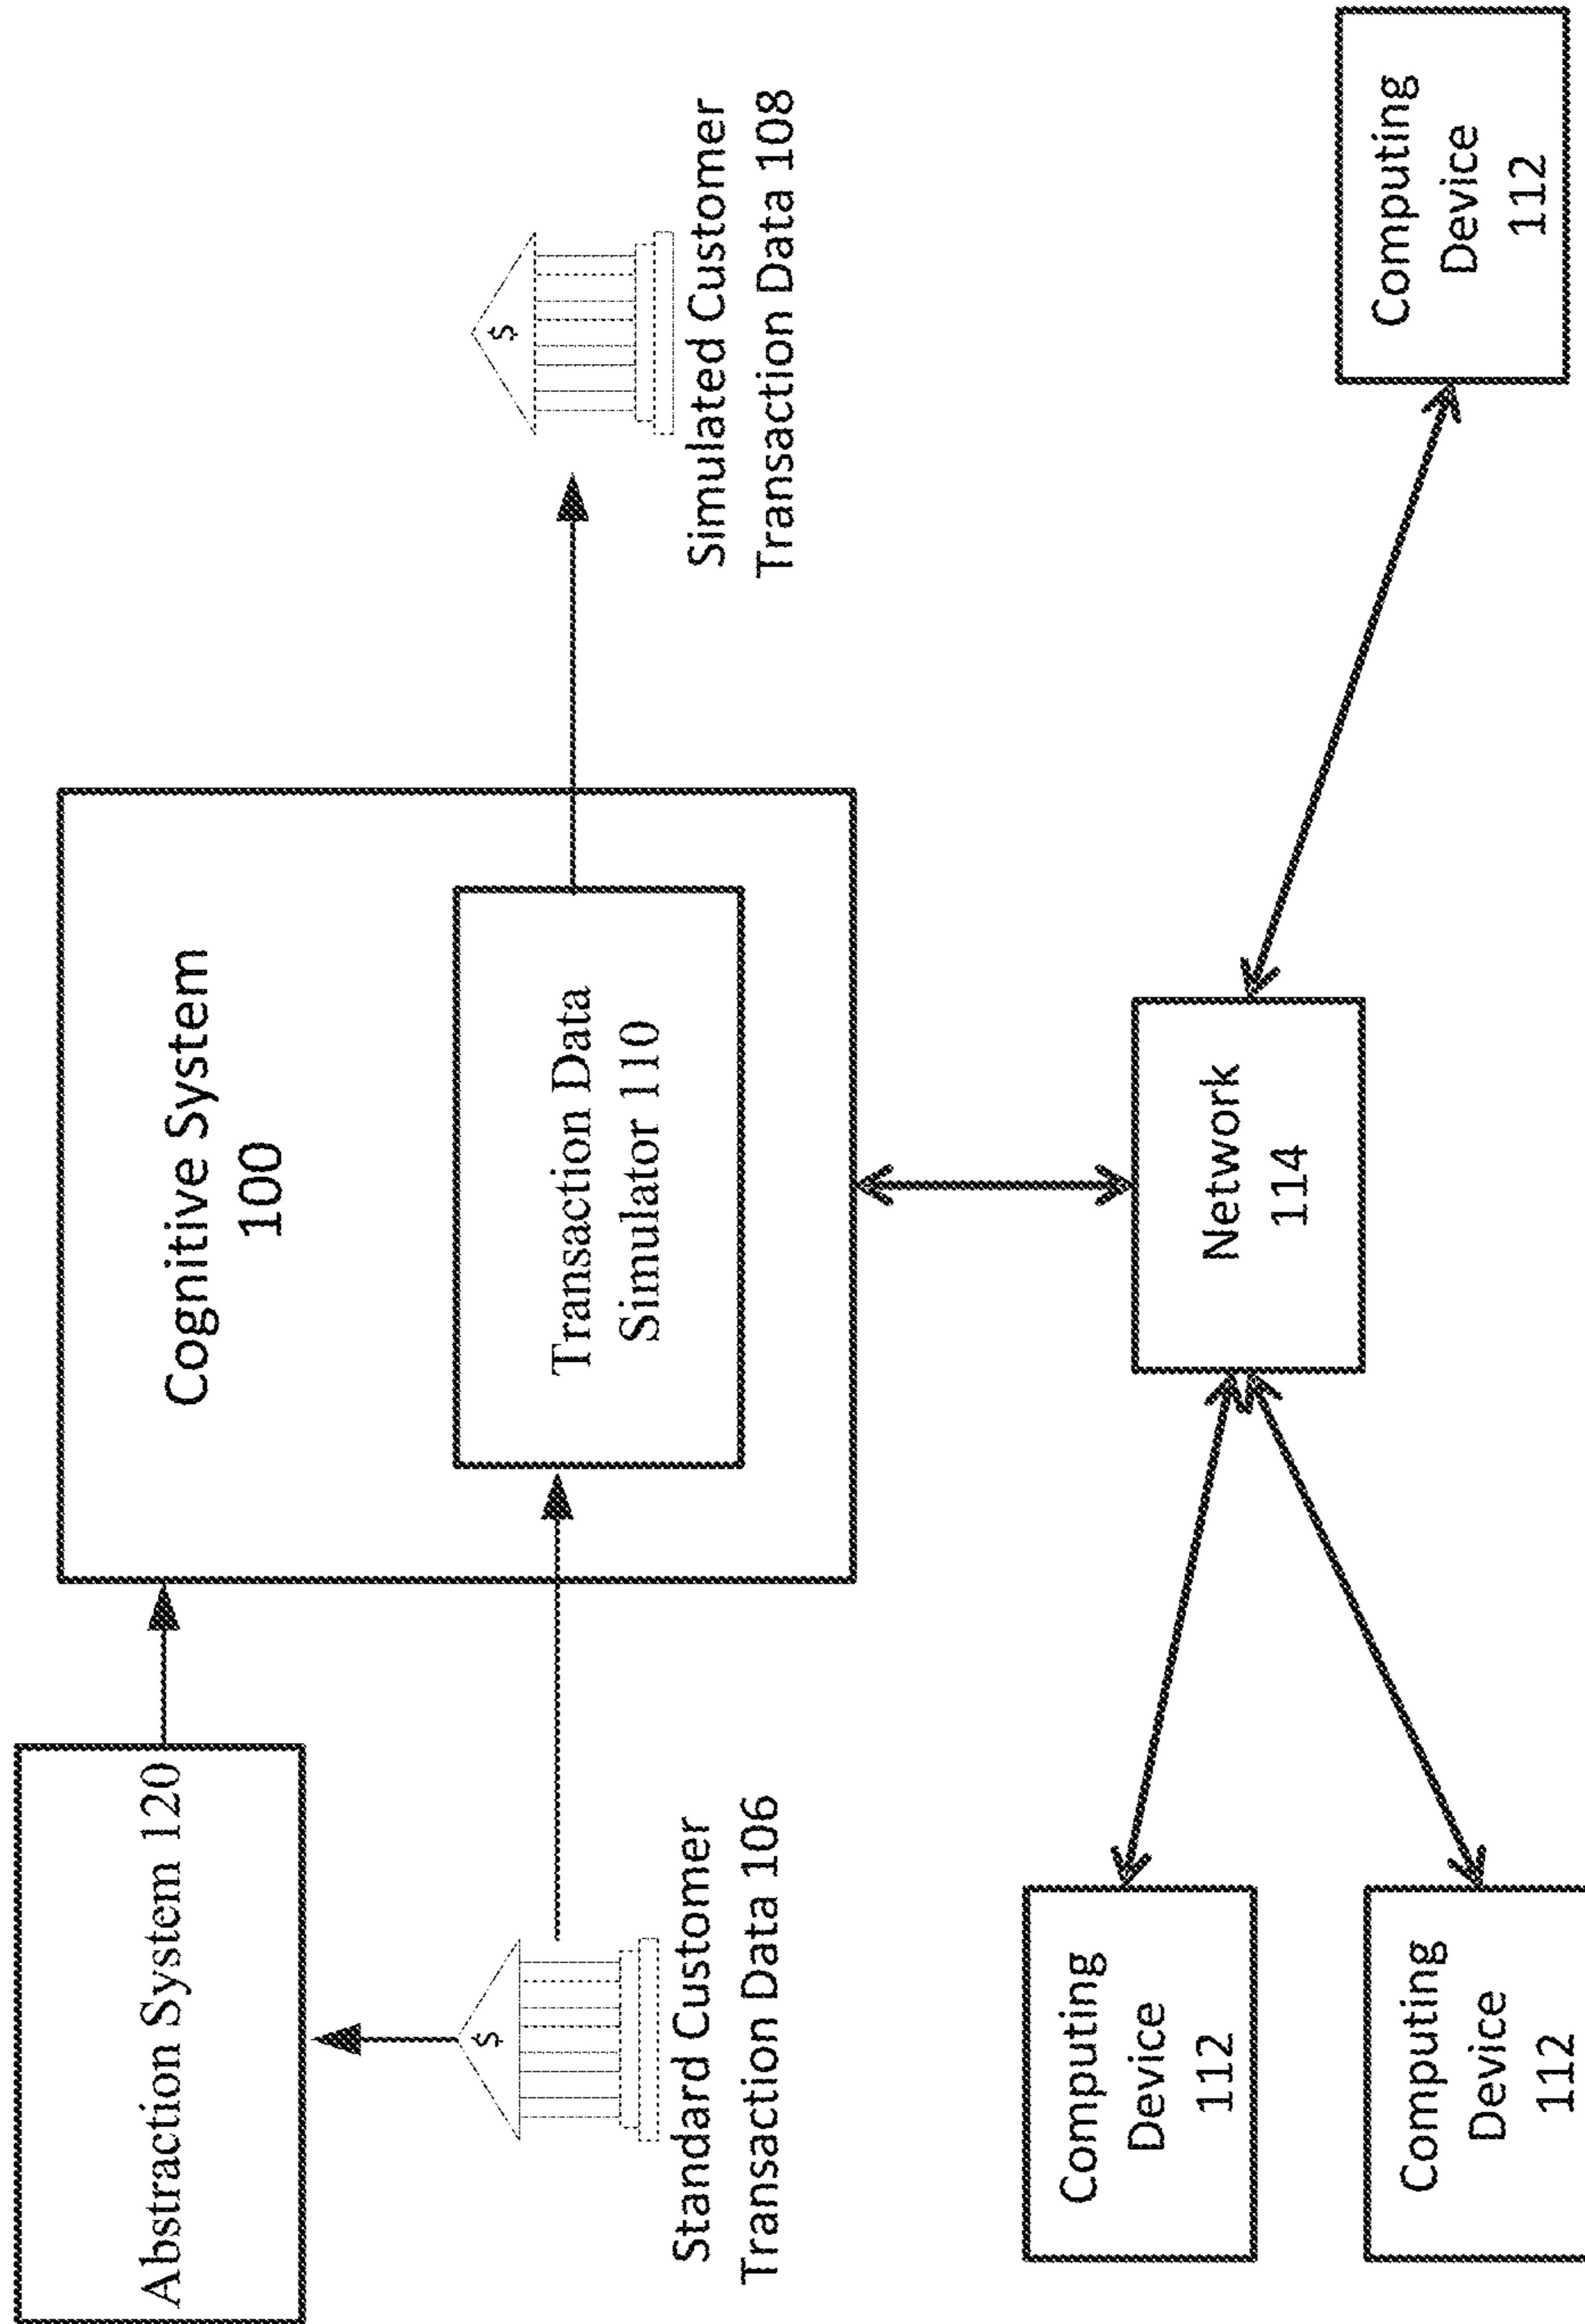 Abstraction System 120
Cognitive System
100
Transaction Data
Simulator 110
$
Standard Customer
Transaction Data 106
$
Simulated Customer
Transaction Data 108
Network
114
Computing
Device
112
Computing
Device
112
Computing
Device
112